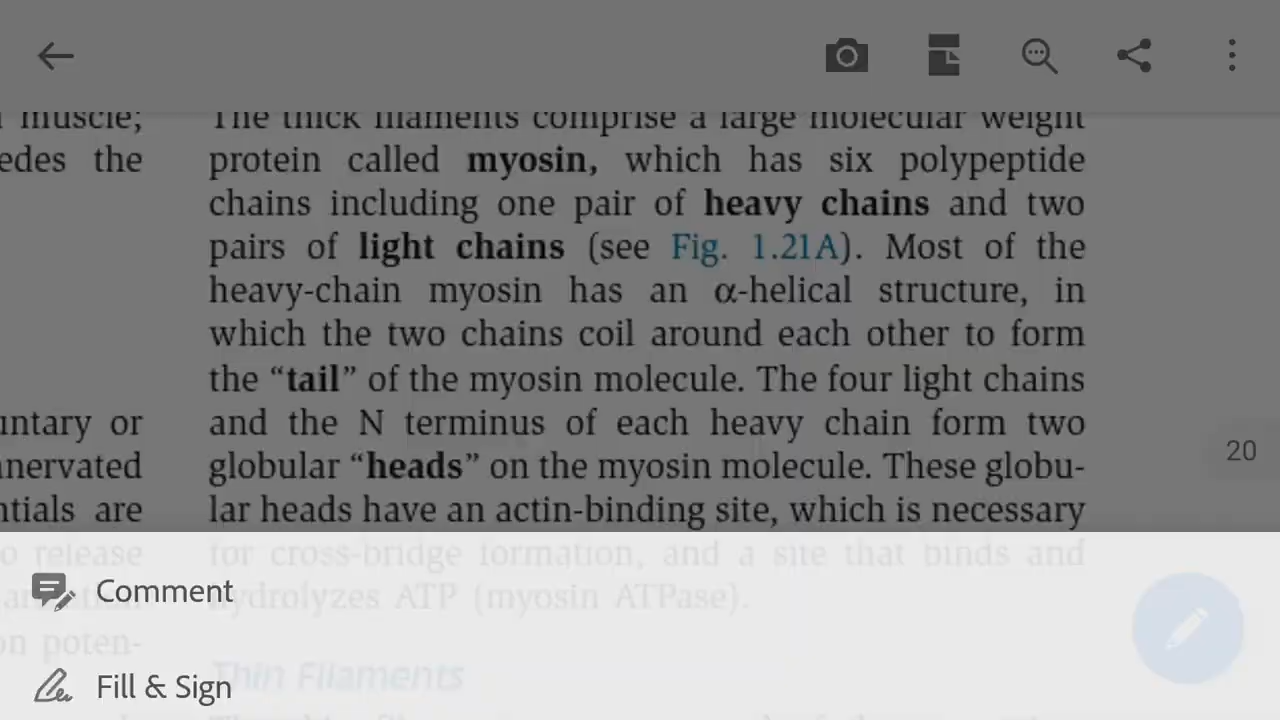 muscle;
edes the
untary or
nnervated
ntials are
o release
on poten-
The thick filaments comprise a large molecular weight
protein called myosin, which has six polypeptide
chains including one pair of heavy chains and two
pairs of light chains (see Fig. 1.21A). Most of the
heavy-chain myosin has an α-helical structure, in
which the two chains coil around each other to form
the “tail” of the myosin molecule. The four light chains
and the N terminus of each heavy chain form two
globular “heads” on the myosin molecule. These globu-
lar heads have an actin-binding site, which is necessary
for cross-bridge formation, and a site that binds and
hydrolyzes ATP (myosin ATPase).
Thin Filaments
20
Comment
Fill & Sign